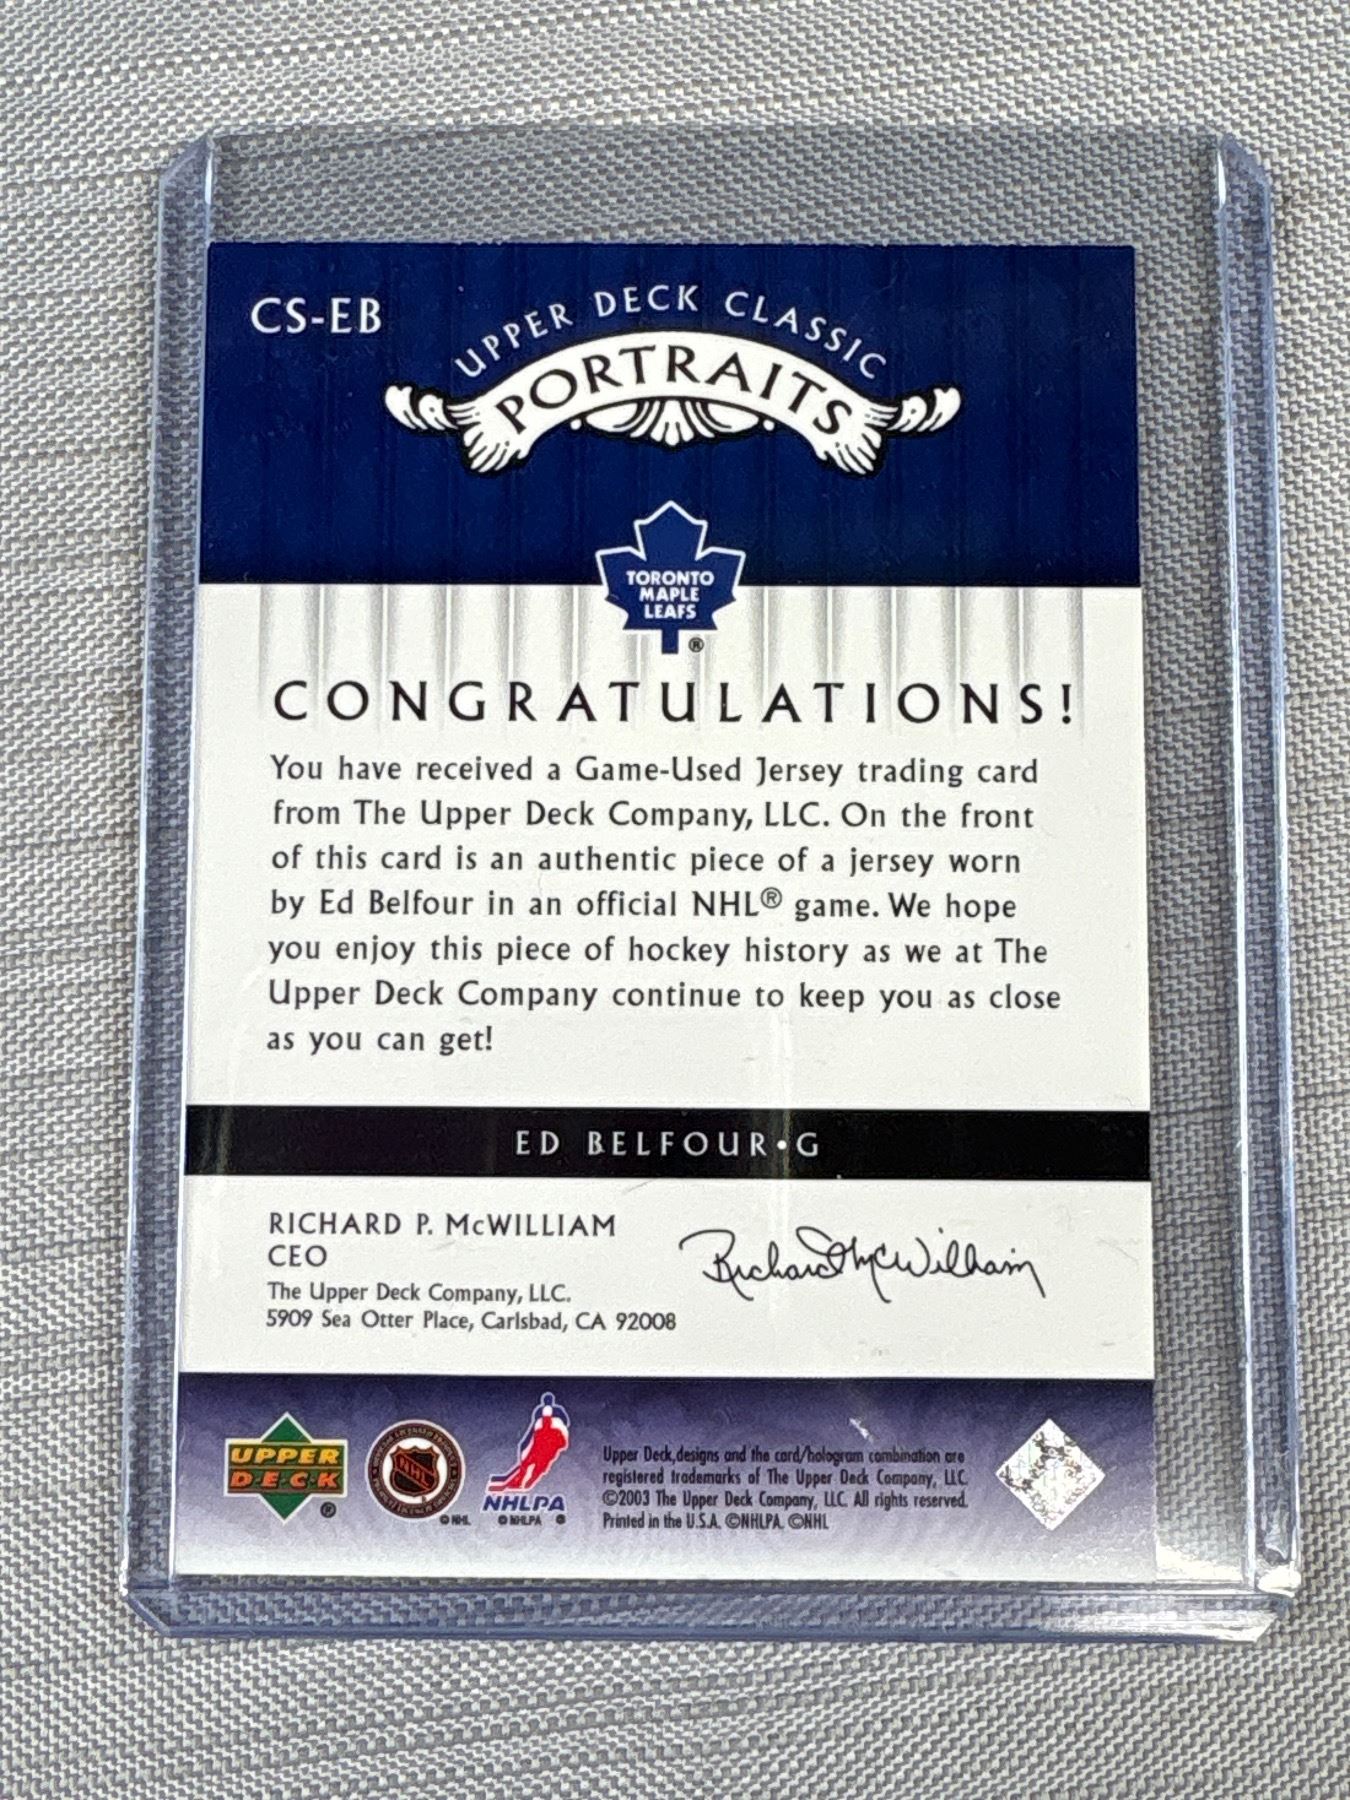 CS-EB
UPPER DECK CLASSIC
PORTRAITS
TORONTO
MAPLE
LEAFS
®
CONGRATULATIONS!
You have received a Game-Used Jersey trading card
from The Upper Deck Company, LLC. On the front
of this card is an authentic piece of a jersey worn
by Ed Belfour in an official NHL® game. We hope
you enjoy this piece of hockey history as we at The
Upper Deck Company continue to keep you as close
as you can get!
ED BELFOUR•G
RICHARD P. McWILLIAM
CEO
The Upper Deck Company, LLC.
5909 Sea Otter Place, Carlsbad, CA 92008
Richard McWilliam
UPPER
D•E•C•K
®
NHL
© NHL
NHLPA
© NHLPA ®
Upper Deck, designs and the card/hologram combination are
registered trademarks of The Upper Deck Company, LLC.
©2003 The Upper Deck Company, LLC. All rights reserved.
Printed in the U.S.A. ©NHLPA. ©NHL